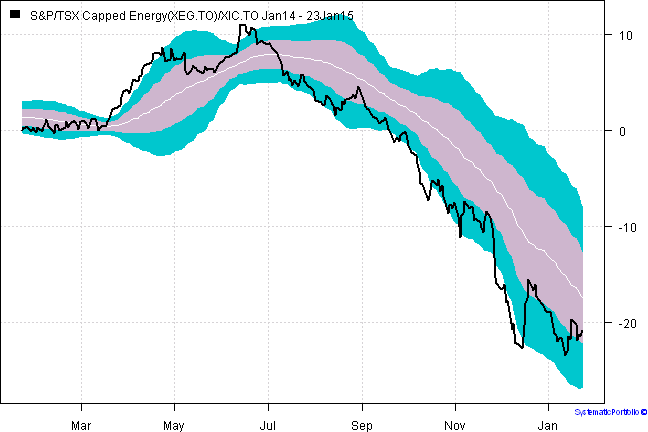 S&P/TSX Capped Energy(XEG.TO)/XIC.TO Jan14 - 23Jan15
10
0
-10
-20
Mar May Jul Sep Nov Jan
SystematicPortfolio ©